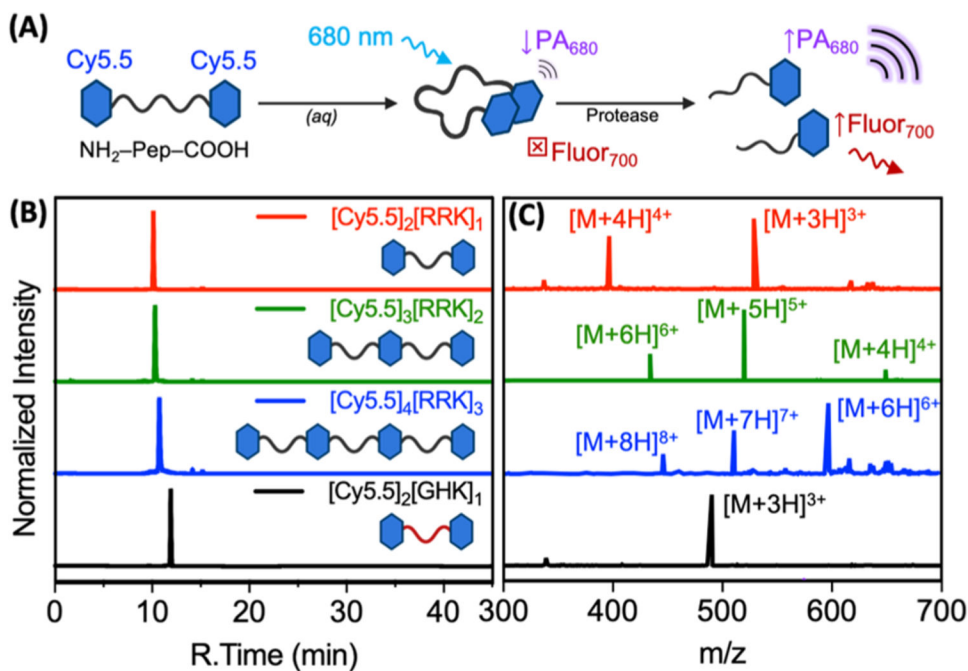 (A)
Cy5.5 Cy5.5
NH₂–Pep–COOH
(aq)
680 nm
↓PA₆₈₀
☒Fluor₇₀₀
Protease
↑PA₆₈₀
↑Fluor₇₀₀
(B)
Normalized Intensity
[Cy5.5]₂[RRK]₁
[Cy5.5]₃[RRK]₂
[Cy5.5]₄[RRK]₃
[Cy5.5]₂[GHK]₁
0 10 20 30 40
R.Time (min)
(C)
[M+4H]⁴⁺ [M+3H]³⁺
[M+6H]⁶⁺ [M+5H]⁵⁺ [M+4H]⁴⁺
[M+8H]⁸⁺ [M+7H]⁷⁺ [M+6H]⁶⁺
[M+3H]³⁺
300 400 500 600 700
m/z